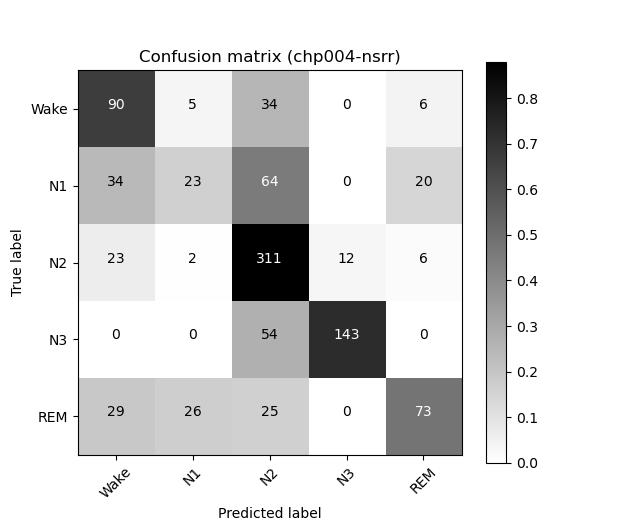 Confusion matrix (chp004-nsrr)
Wake 90 5 34 0 6
N1 34 23 64 0 20
N2 23 2 311 12 6
N3 0 0 54 143 0
REM 29 26 25 0 73
Wake N1 N2 N3 REM
True label
Predicted label
0.8
0.7
0.6
0.5
0.4
0.3
0.2
0.1
0.0